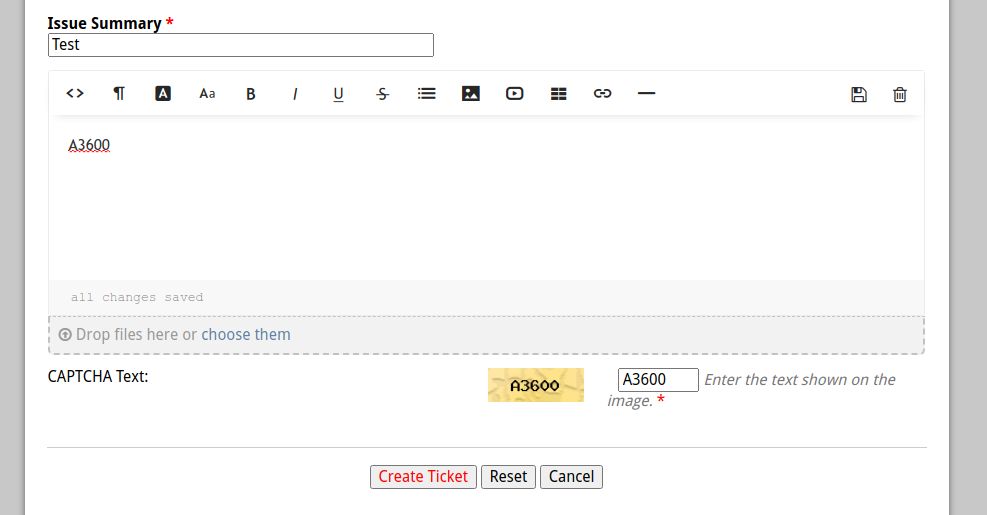 Issue Summary *
Test
<> ¶ A Aa B I U S
A3600
all changes saved
Drop files here or choose them
CAPTCHA Text: A3600 A3600 Enter the text shown on the
image. *
Create Ticket Reset Cancel